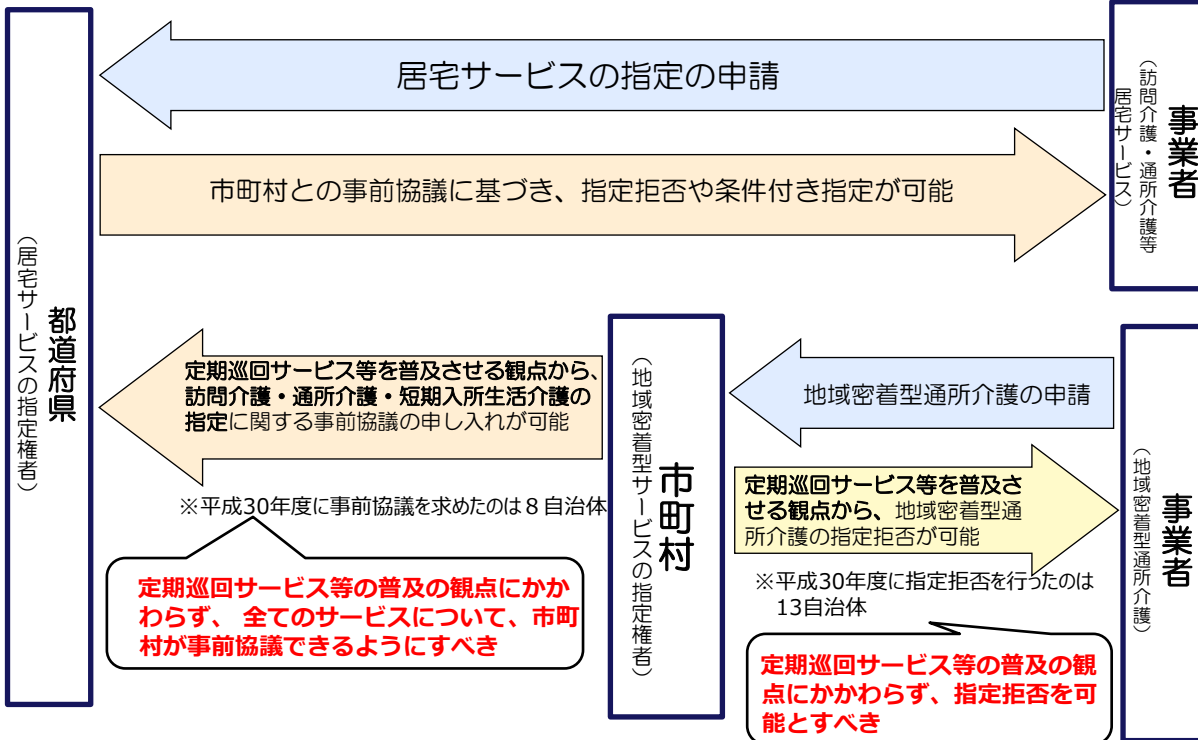 居宅サービスの指定の申請
事業者
（訪問介護・通所介護等
居宅サービス）
市町村との事前協議に基づき、指定拒否や条件付き指定が可能
都道府県
（居宅サービスの指定権者）
定期巡回サービス等を普及させる観点から、
訪問介護・通所介護・短期入所生活介護の
指定に関する事前協議の申し入れが可能
※平成30年度に事前協議を求めたのは８自治体
定期巡回サービス等の普及の観点にかか
わらず、 全てのサービスについて、市町
村が事前協議できるようにすべき
市町村
（地域密着型サービスの指定権者）
地域密着型通所介護の申請
定期巡回サービス等を普及さ
せる観点から、地域密着型通
所介護の指定拒否が可能
※平成30年度に指定拒否を行ったのは
13自治体
定期巡回サービス等の普及の観
点にかかわらず、指定拒否を可
能とすべき
事業者
（地域密着型通所介護）